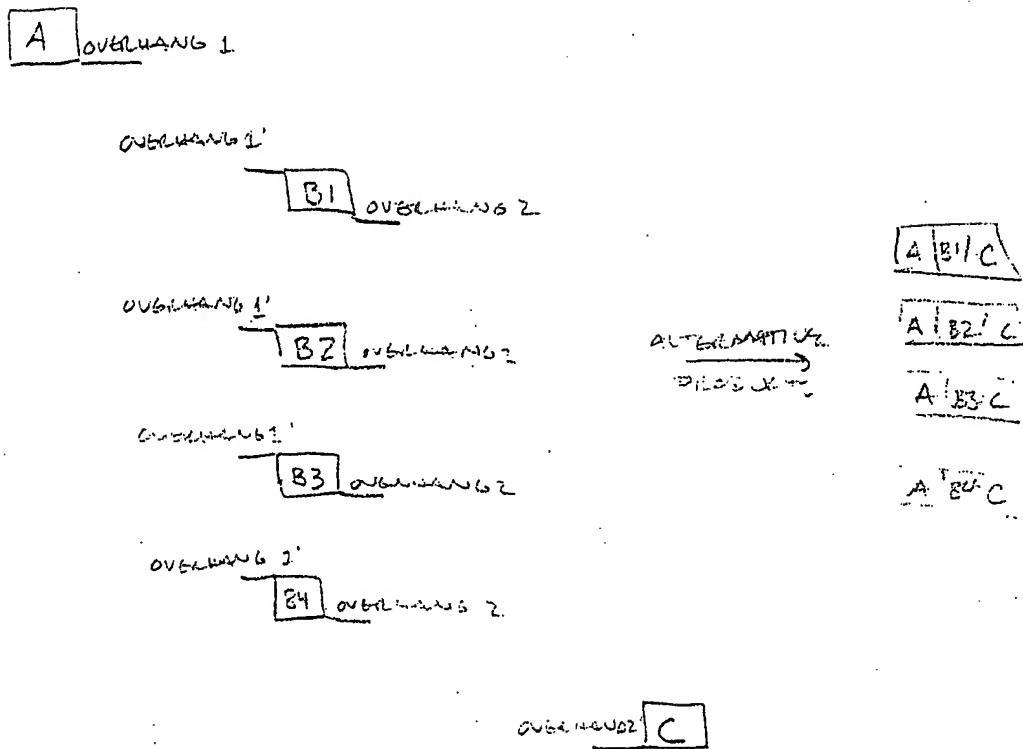 A OVERHANG 1
OVERHANG 1'
B1 OVERHANG 2
A B1 C
OVERHANG 1'
B2 OVERHANG 2
ALTERNATIVE
A B2 C
A B3 C
OVERHANG 1'
B3 OVERHANG 2
A B4 C
OVERHANG 1'
B4 OVERHANG 2
OVERHANG 2' C